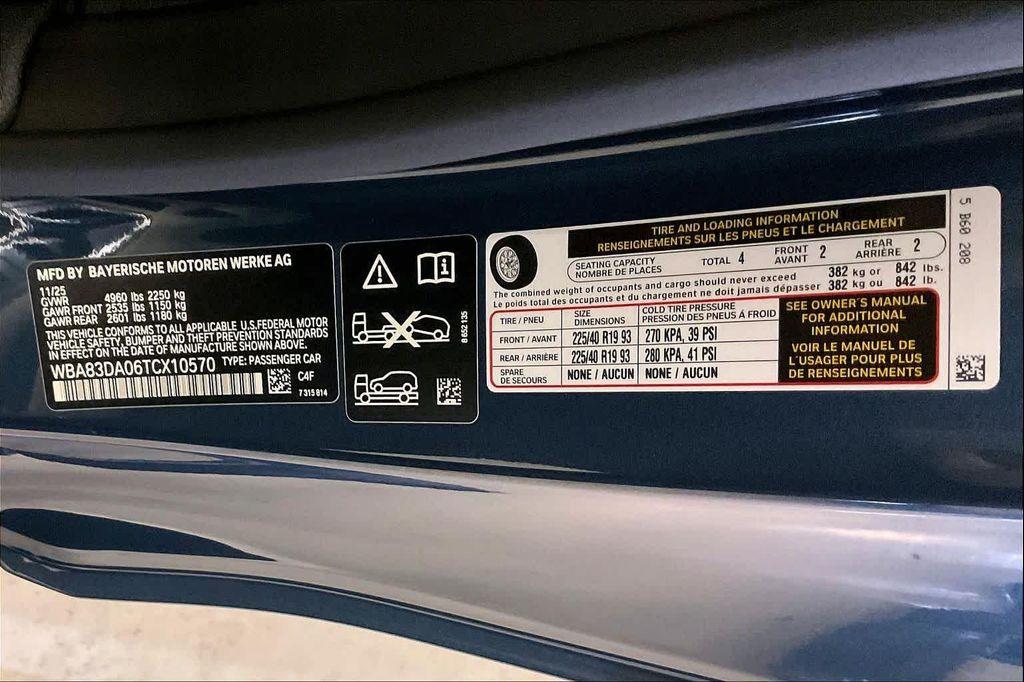 MFD BY BAYERISCHE MOTOREN WERKE AG
11/25
GVWR 4960 lbs 2250 kg
GAWR FRONT 2535 lbs 1150 kg
GAWR REAR 2601 lbs 1180 kg
THIS VEHICLE CONFORMS TO ALL APPLICABLE U.S.FEDERAL MOTOR
VEHICLE SAFETY, BUMPER AND THEFT PREVENTION STANDARDS
IN EFFECT ON THE DATE OF MANUFACTURE SHOWN ABOVE.
WBA83DA06TCX10570 TYPE: PASSENGER CAR
C4F
7 315 814
8 652 135
TIRE AND LOADING INFORMATION
RENSEIGNEMENTS SUR LES PNEUS ET LE CHARGEMENT
SEATING CAPACITY
NOMBRE DE PLACES
TOTAL 4
FRONT
AVANT 2
REAR
ARRIÈRE 2
The combined weight of occupants and cargo should never exceed 382 kg or 842 lbs.
Le poids total des occupants et du chargement ne doit jamais dépasser 382 kg ou 842 lb.
TIRE / PNEU
SIZE
DIMENSIONS
COLD TIRE PRESSURE
PRESSION DES PNEUS À FROID
FRONT / AVANT 225/40 R19 93 270 KPA, 39 PSI
REAR / ARRIÈRE 225/40 R19 93 280 KPA, 41 PSI
SPARE
DE SECOURS
NONE / AUCUN NONE / AUCUN
SEE OWNER'S MANUAL
FOR ADDITIONAL
INFORMATION
VOIR LE MANUEL DE
L'USAGER POUR PLUS
DE RENSEIGNEMENTS
5 B60 208